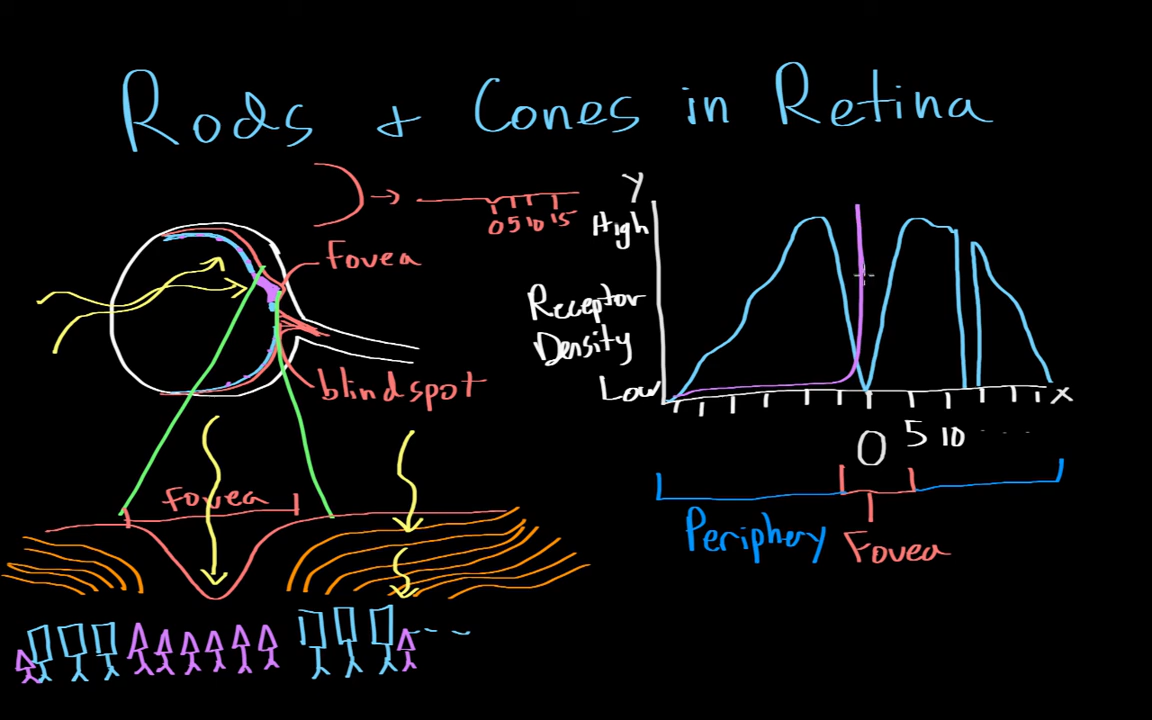 Rods + Cones in Retina
0 5 10 15
Fovea
blindspot
Fovea
Y
High
Receptor
Density
Low
X
0 5 10 ....
Periphery
Fovea